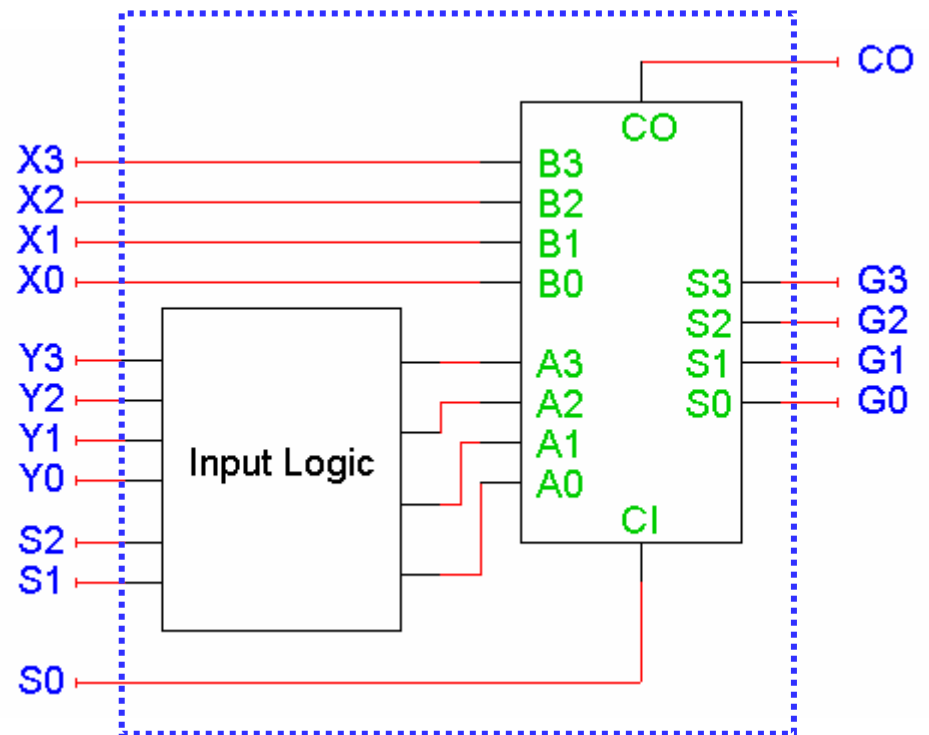 CO
CO
X3
B3
X2
B2
X1
B1
X0
B0
S3
G3
S2
G2
Y3
A3
S1
G1
Y2
A2
S0
G0
Y1
A1
Input Logic
Y0
A0
CI
S2
S1
S0